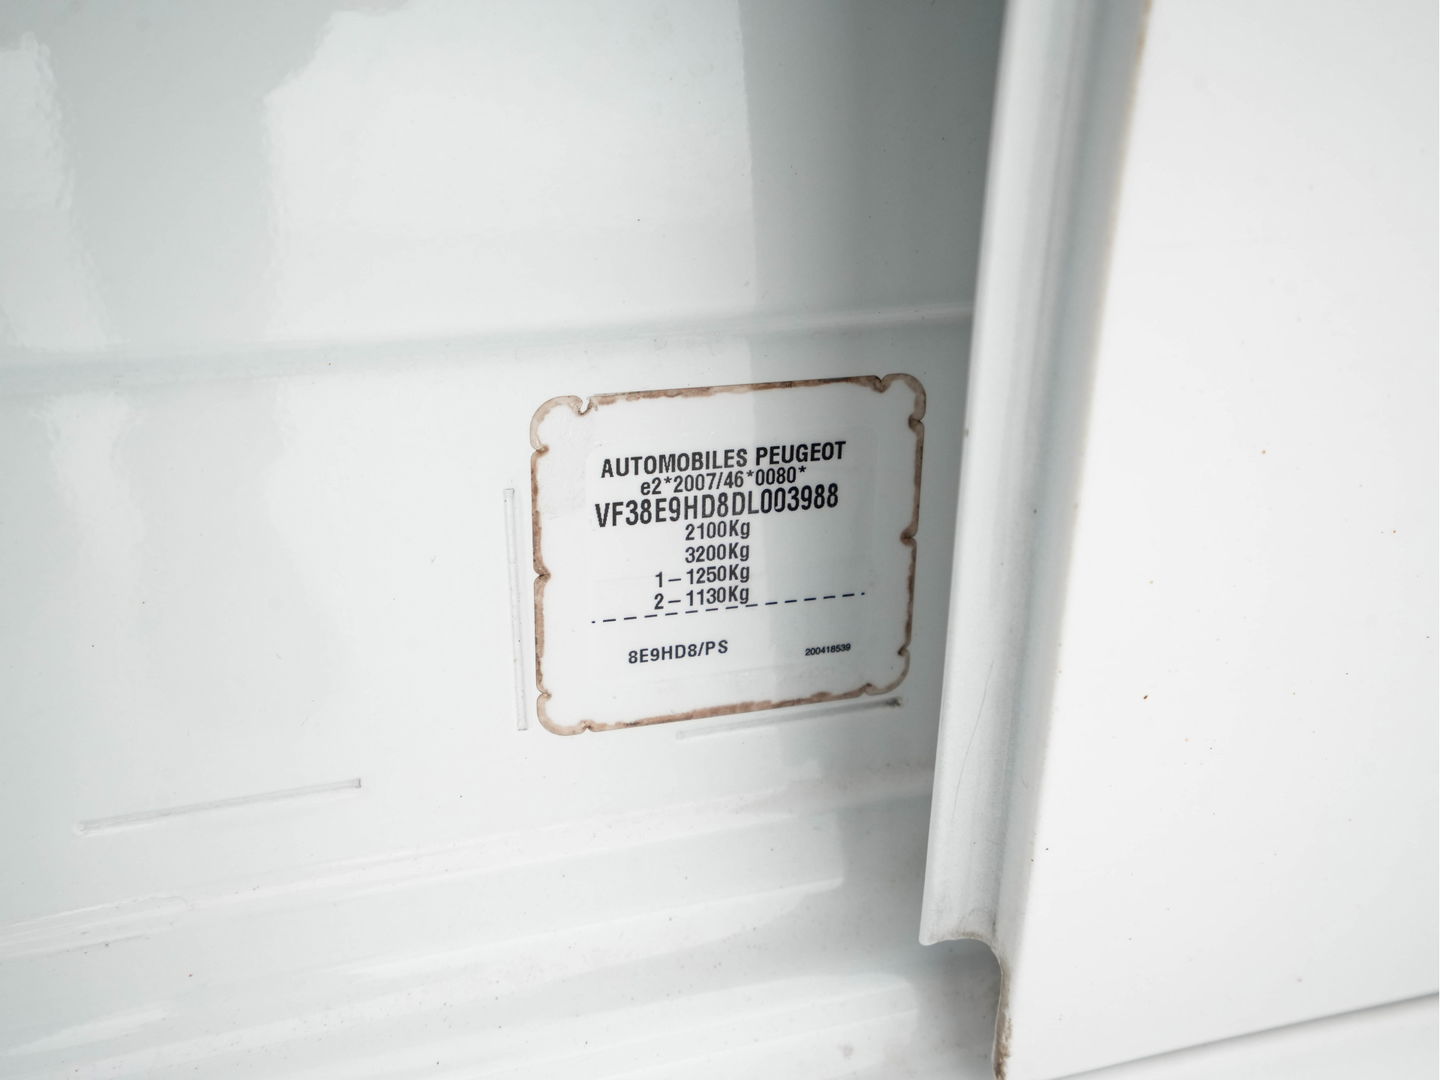 AUTOMOBILES PEUGEOT
e2*2007/46*0080*
VF38E9HD8DL003988
2100Kg
3200Kg
1-1250Kg
2-1130Kg
8E9HD8/PS 200418539